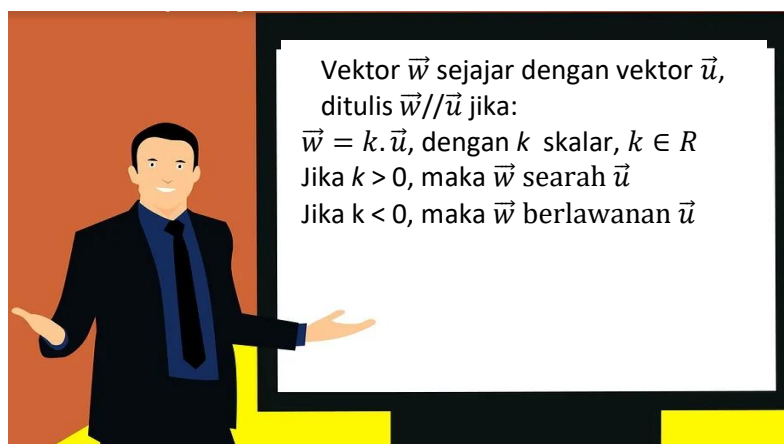 Vektor w⃗ sejajar dengan vektor u⃗,
ditulis w⃗//u⃗ jika:
w⃗ = k. u⃗, dengan k skalar, k ∈ R
Jika k > 0, maka w⃗ searah u⃗
Jika k < 0, maka w⃗ berlawanan u⃗